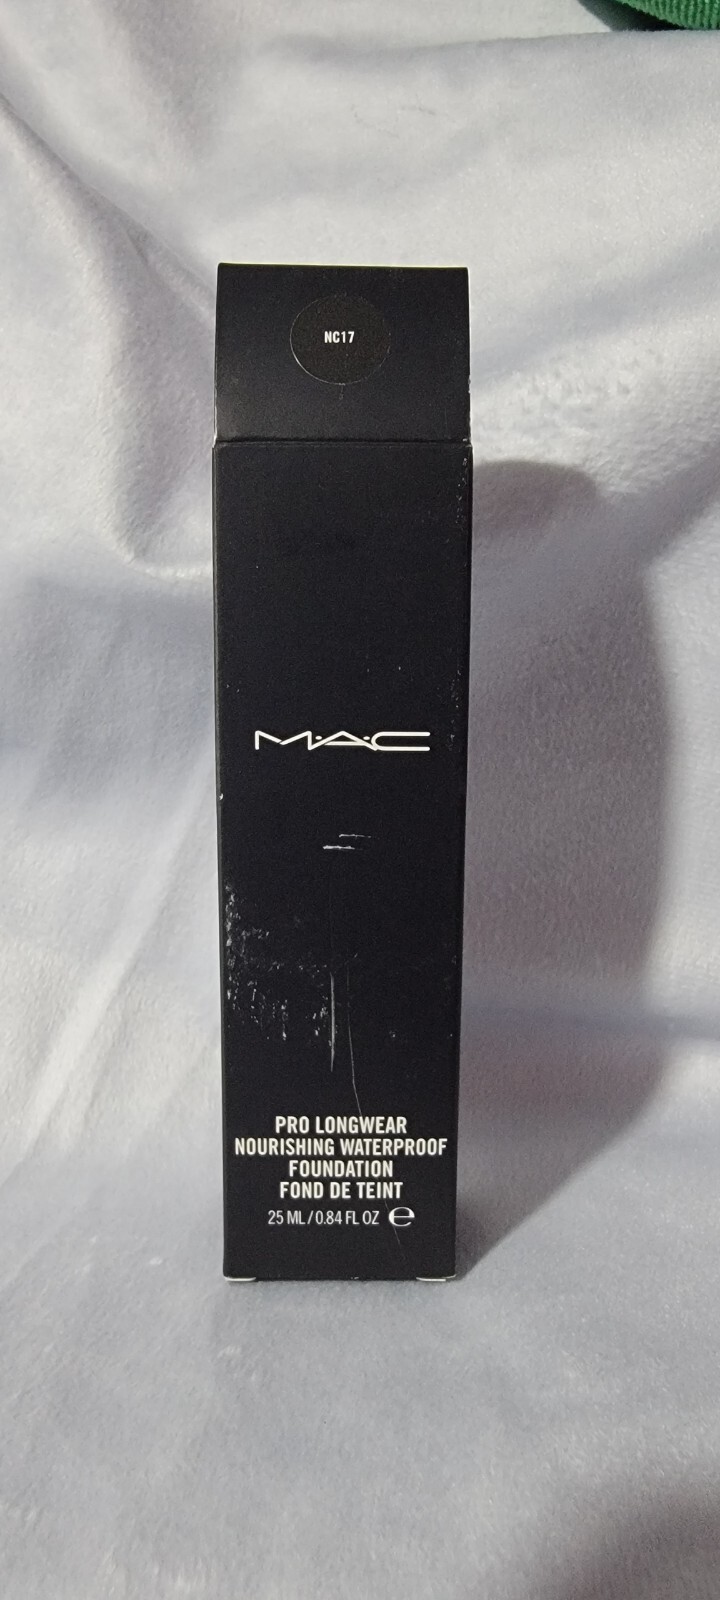 NC17
M·A·C
PRO LONGWEAR
NOURISHING WATERPROOF
FOUNDATION
FOND DE TEINT
25 ML / 0.84 FL OZ ℮